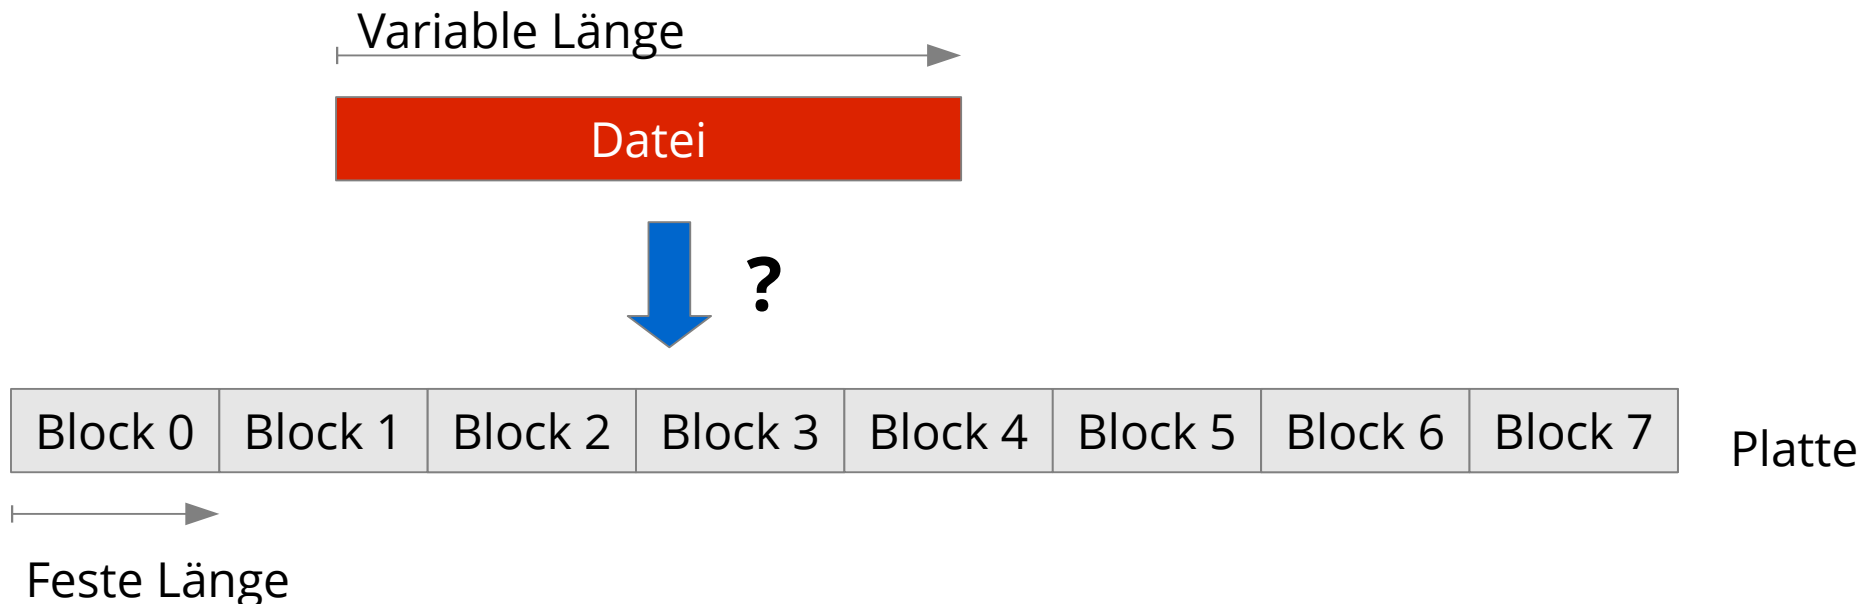 Variable Länge
Datei
?
Block 0 Block 1 Block 2 Block 3 Block 4 Block 5 Block 6 Block 7 Platte
Feste Länge